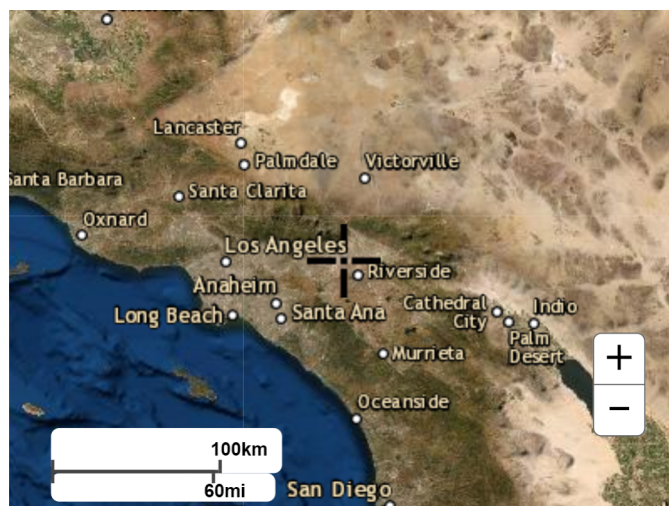 Lancaster
Palmdale
Victorville
Santa Barbara
Santa Clarita
Oxnard
Los Angeles
Riverside
Anaheim
Cathedral
City
Indio
Long Beach
Santa Ana
Palm
Desert
Murrieta
+
−
Oceanside
100km
60mi
San Diego